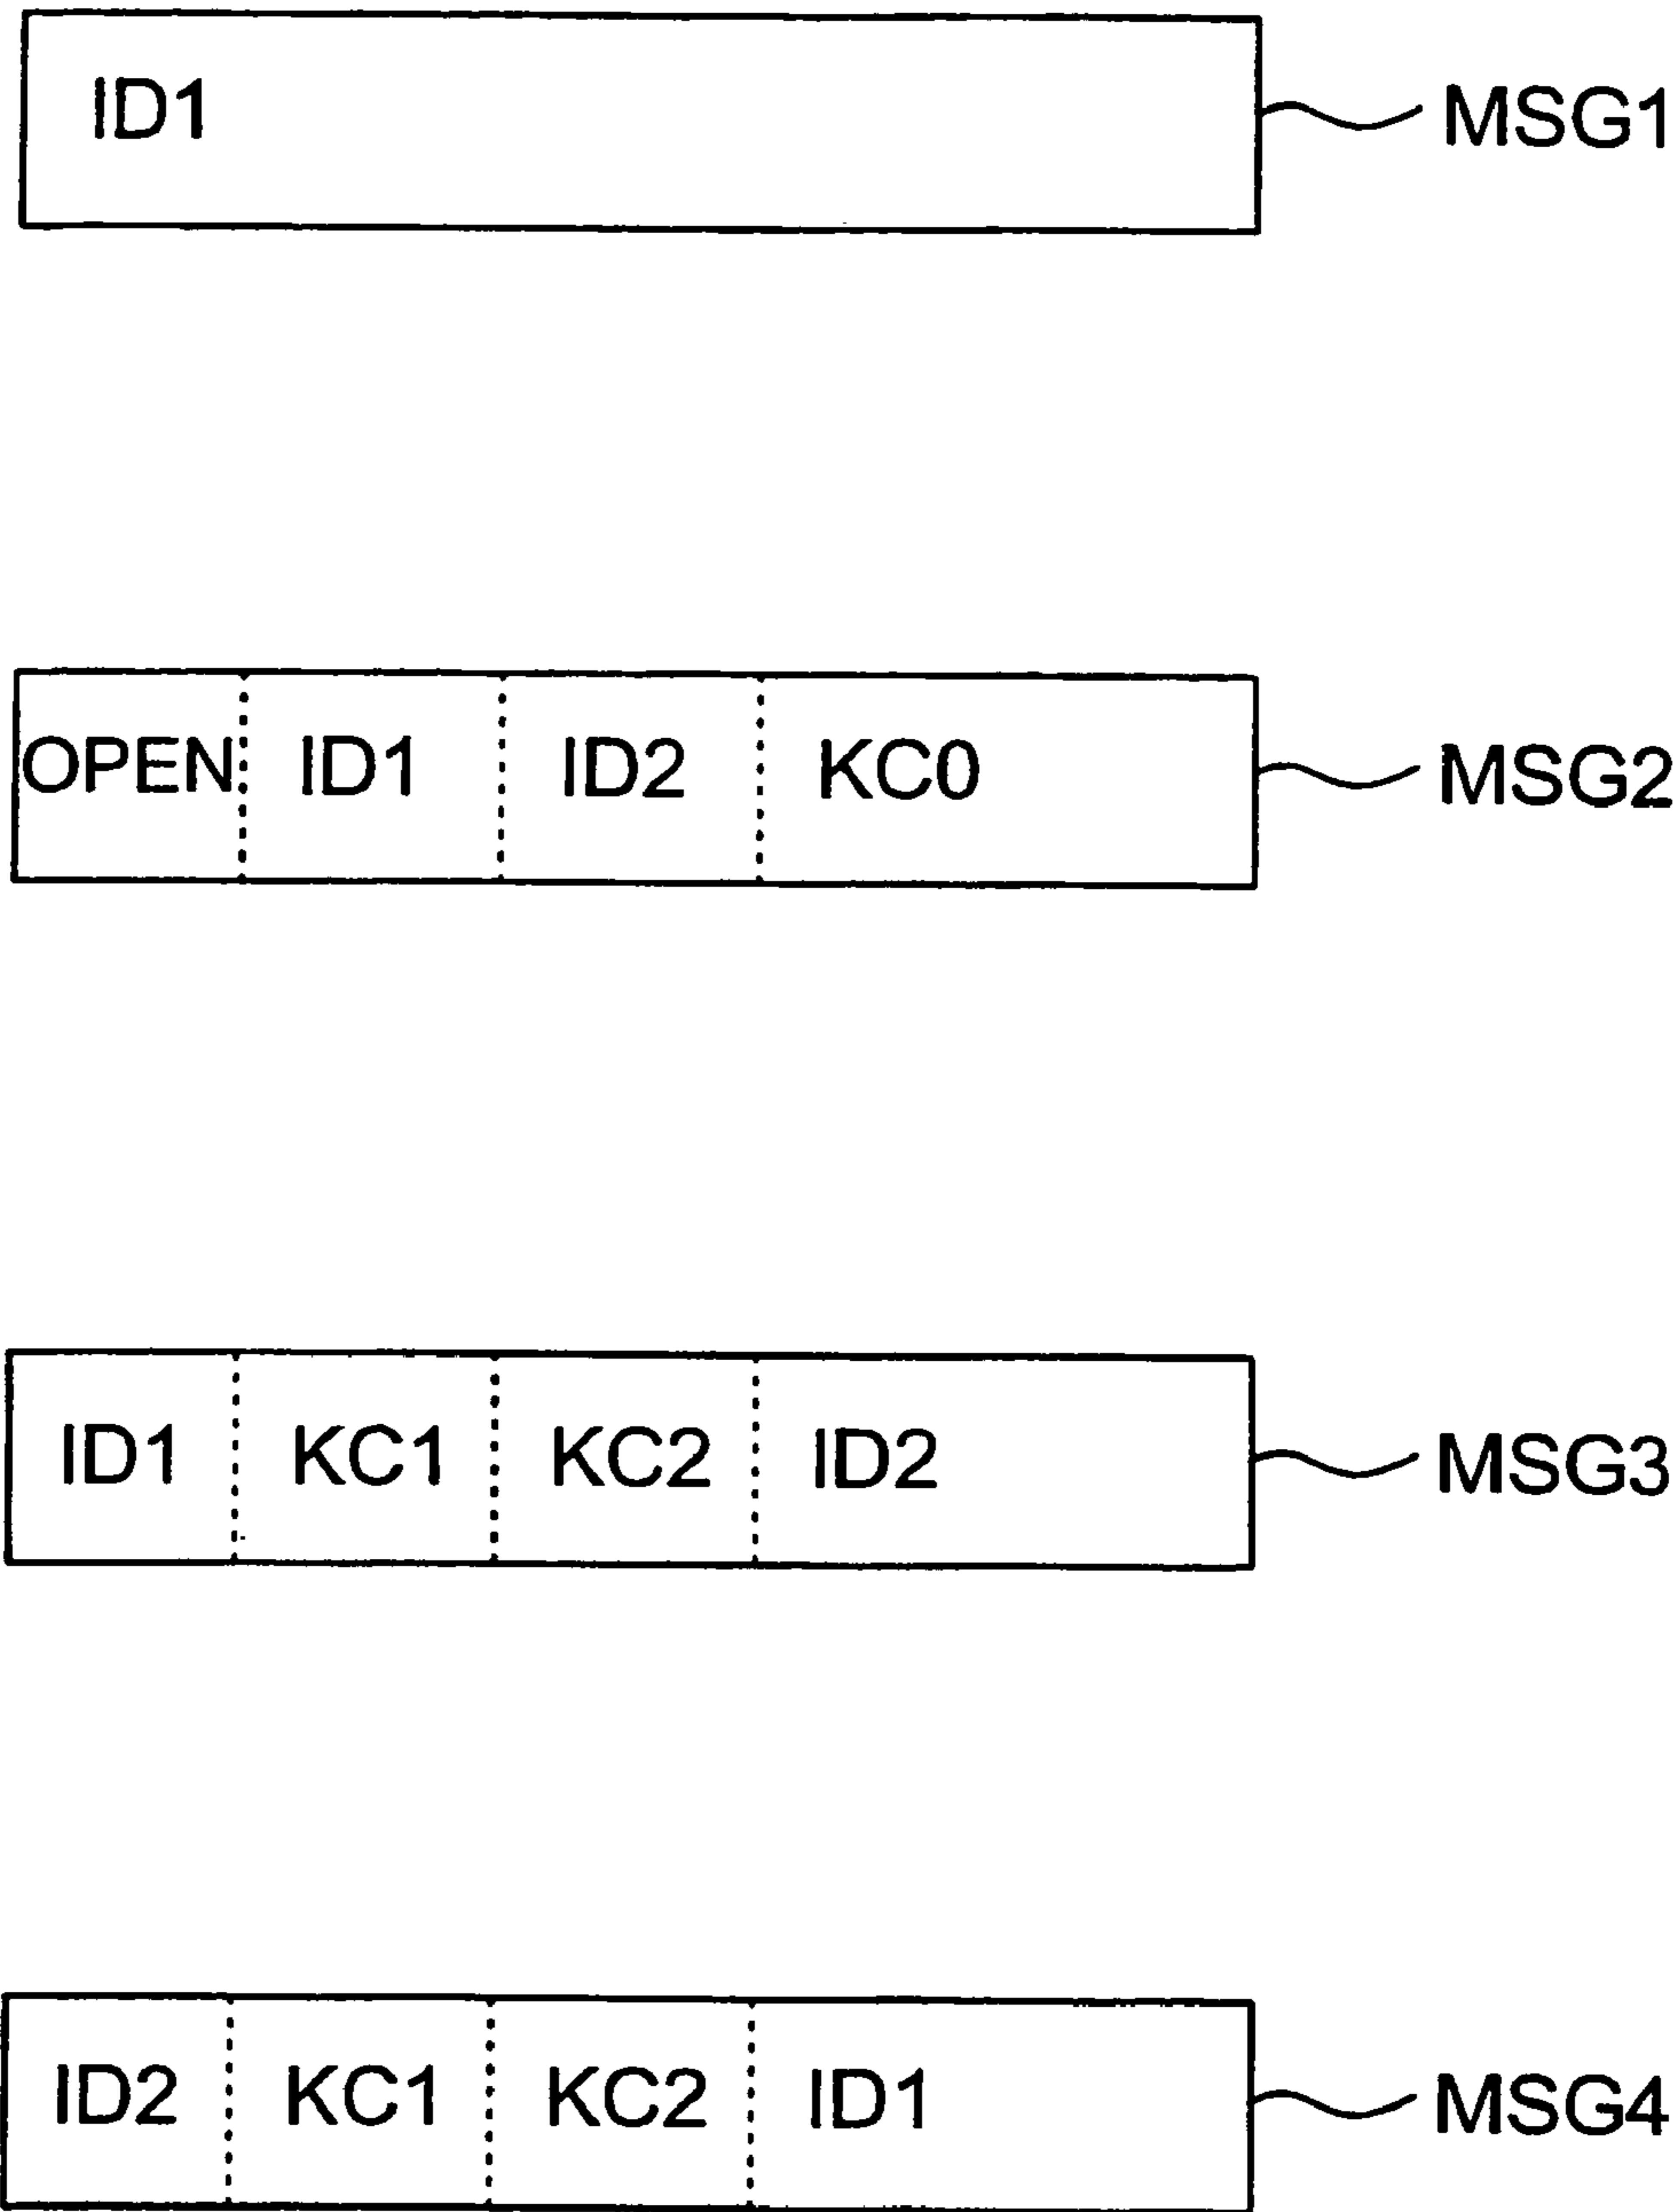 ID1 MSG1
OPEN ID1 ID2 KC0 MSG2
ID1 KC1 KC2 ID2 MSG3
ID2 KC1 KC2 ID1 MSG4